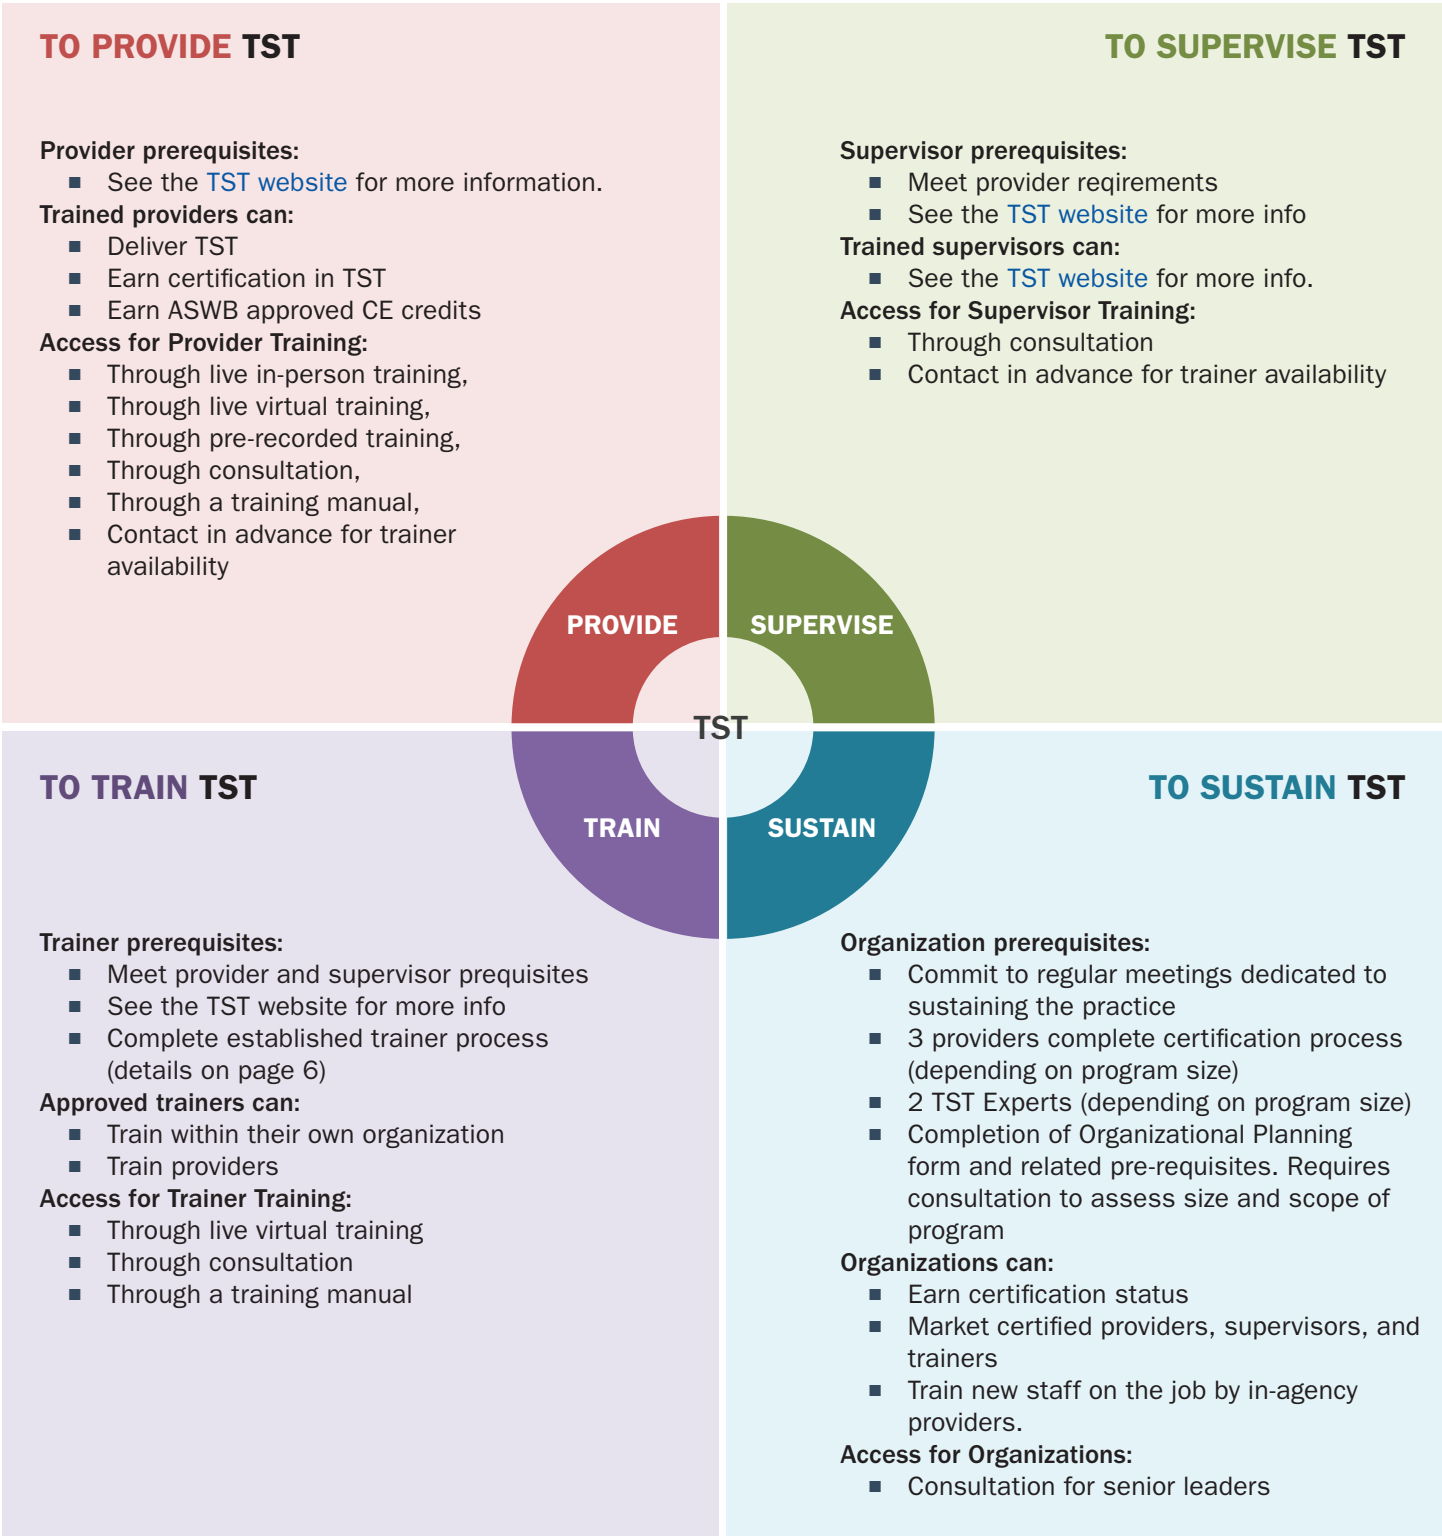 TO PROVIDE TST
Provider prerequisites:
■ See the TST website for more information.
Trained providers can:
■ Deliver TST
■ Earn certification in TST
■ Earn ASWB approved CE credits
Access for Provider Training:
■ Through live in-person training,
■ Through live virtual training,
■ Through pre-recorded training,
■ Through consultation,
■ Through a training manual,
■ Contact in advance for trainer
availability
TO SUPERVISE TST
Supervisor prerequisites:
■ Meet provider reqirements
■ See the TST website for more info
Trained supervisors can:
■ See the TST website for more info.
Access for Supervisor Training:
■ Through consultation
■ Contact in advance for trainer availability
PROVIDE
SUPERVISE
TST
TRAIN
SUSTAIN
TO TRAIN TST
Trainer prerequisites:
■ Meet provider and supervisor prequisites
■ See the TST website for more info
■ Complete established trainer process
(details on page 6)
Approved trainers can:
■ Train within their own organization
■ Train providers
Access for Trainer Training:
■ Through live virtual training
■ Through consultation
■ Through a training manual
TO SUSTAIN TST
Organization prerequisites:
■ Commit to regular meetings dedicated to
sustaining the practice
■ 3 providers complete certification process
(depending on program size)
■ 2 TST Experts (depending on program size)
■ Completion of Organizational Planning
form and related pre-requisites. Requires
consultation to assess size and scope of
program
Organizations can:
■ Earn certification status
■ Market certified providers, supervisors, and
trainers
■ Train new staff on the job by in-agency
providers.
Access for Organizations:
■ Consultation for senior leaders